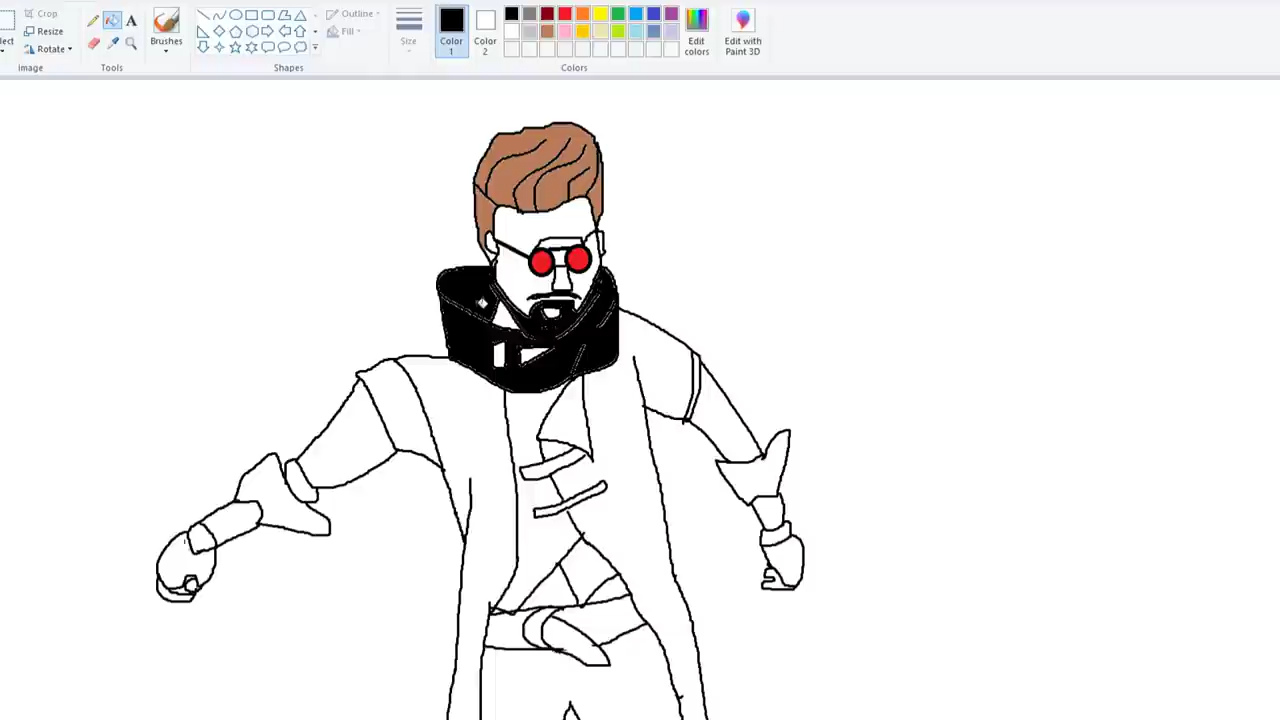 Crop
Resize
Rotate
Image
lect
Tools
A
Brushes
Shapes
Outline
Fill
Size
Color 1
Color 2
Edit colors
Edit with Paint 3D
Colors